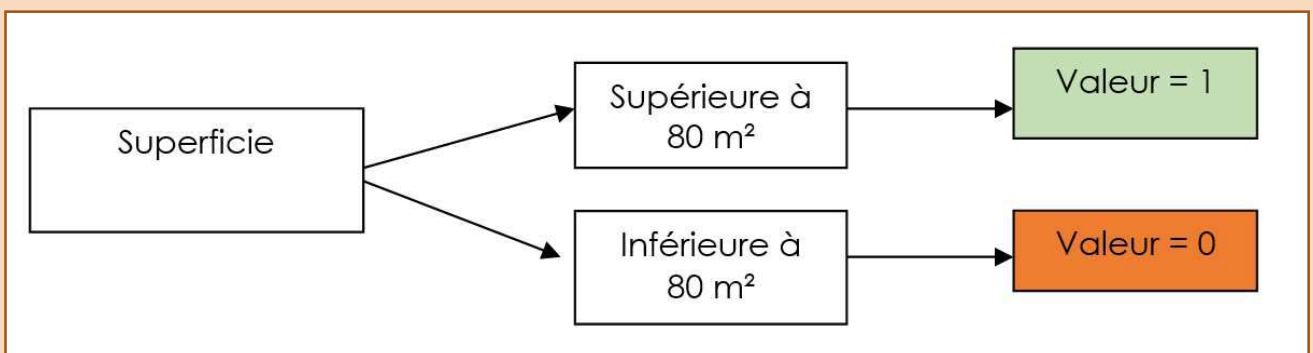 Superficie
Supérieure à
80 m²
Valeur = 1
Inférieure à
80 m²
Valeur = 0